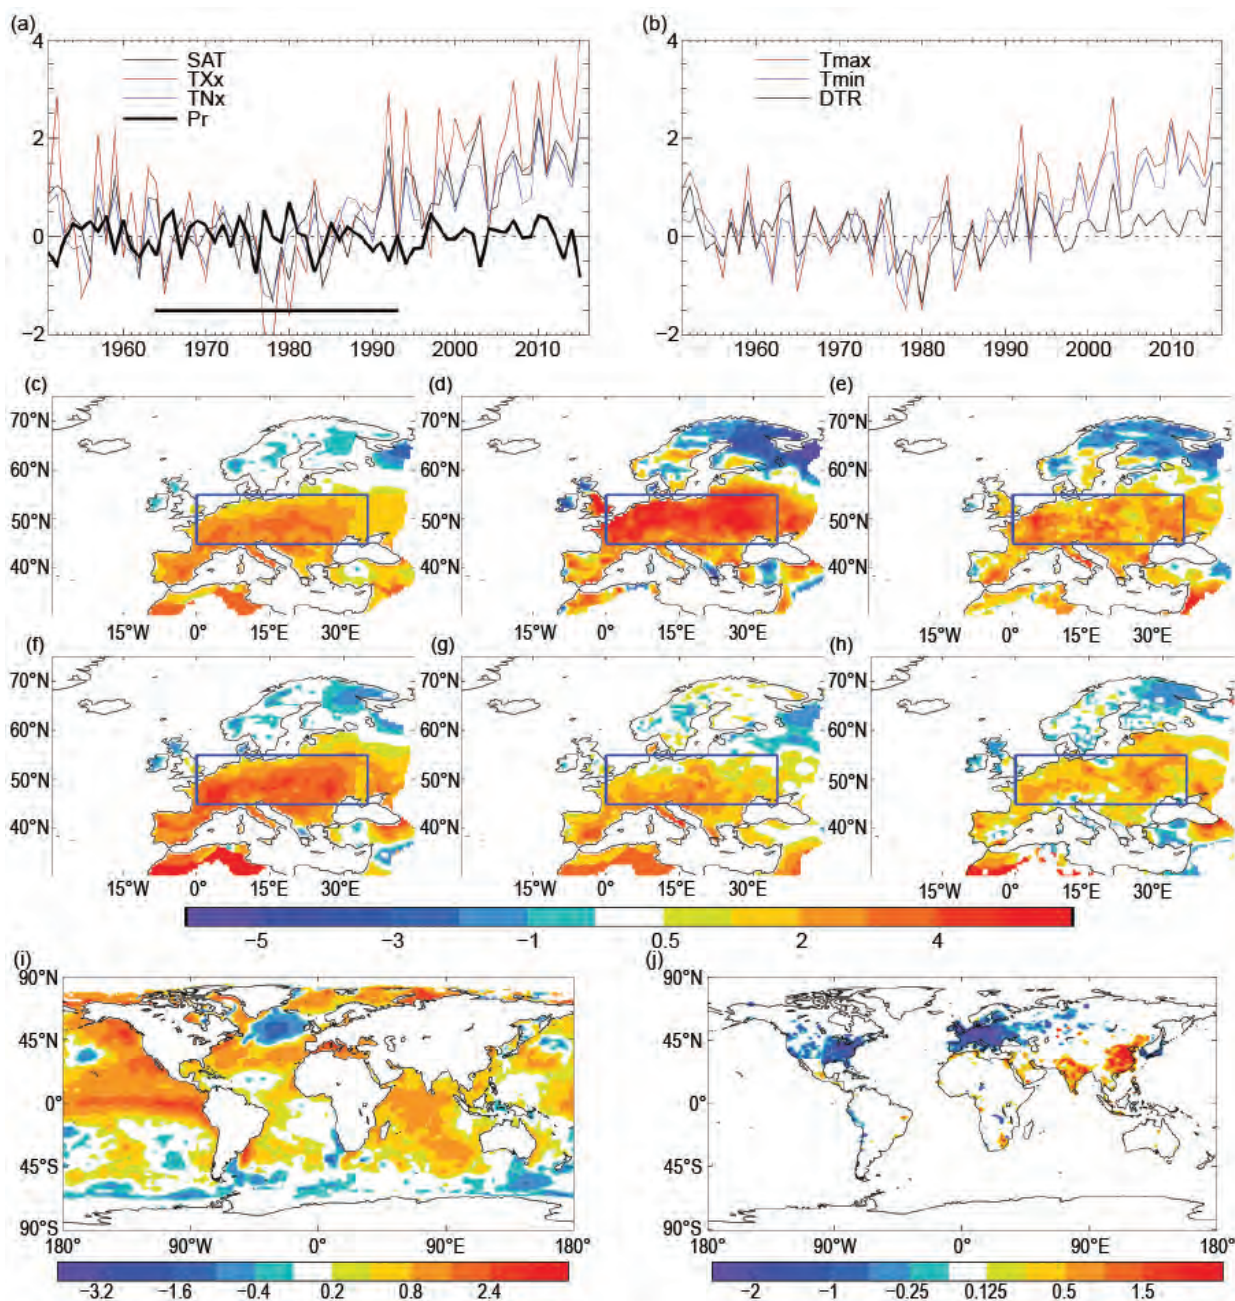 (a) (b)
4 SAT Tmax
TXx Tmin
TNx DTR
2 Pr
0
−2
1960 1970 1980 1990 2000 2010 1960 1970 1980 1990 2000 2010
(c) (d) (e)
70°N 70°N 70°N
60°N 60°N 60°N
50°N 50°N 50°N
40°N 40°N 40°N
15°W 0° 15°E 30°E 15°W 0° 15°E 30°E 15°W 0° 15°E 30°E
(f) (g) (h)
70°N 70°N 70°N
60°N 60°N 60°N
50°N 50°N 50°N
40°N 40°N 40°N
15°W 0° 15°E 30°E 15°W 0° 15°E 30°E 15°W 0° 15°E 30°E
−5 −3 −1 0.5 2 4
(i) (j)
90°N 90°N
45°N 45°N
0° 0°
45°S 45°S
90°S 90°S
180° 90°W 0° 90°E 180° 180° 90°W 0° 90°E 180°
−3.2 −1.6 −0.4 0.2 0.8 2.4 −2 −1 −0.25 0.125 0.5 1.5